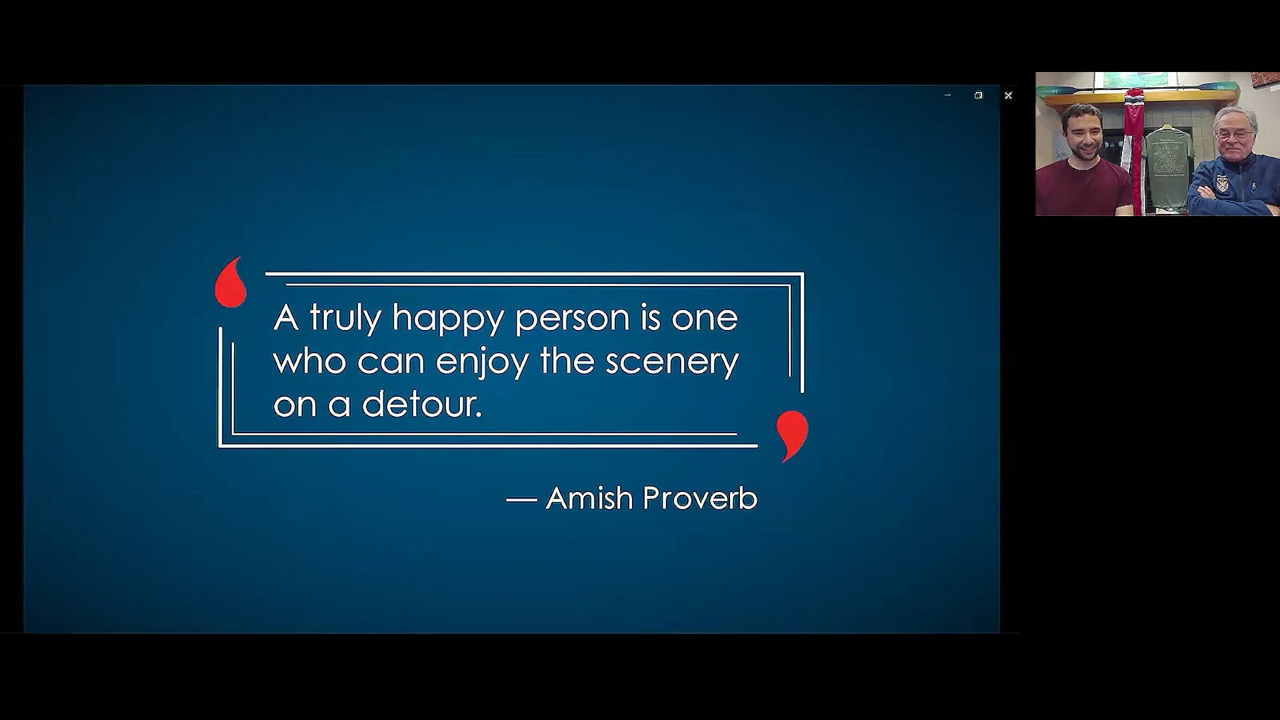 A truly happy person is one
who can enjoy the scenery
on a detour.
— Amish Proverb